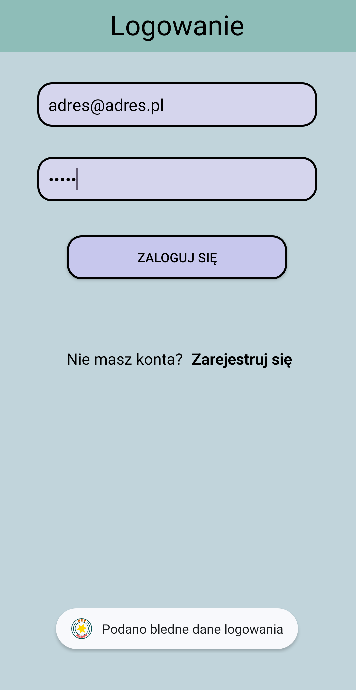 Logowanie
adres@adres.pl
•••••
ZALOGUJ SIĘ
Nie masz konta? Zarejestruj się
Podano bledne dane logowania